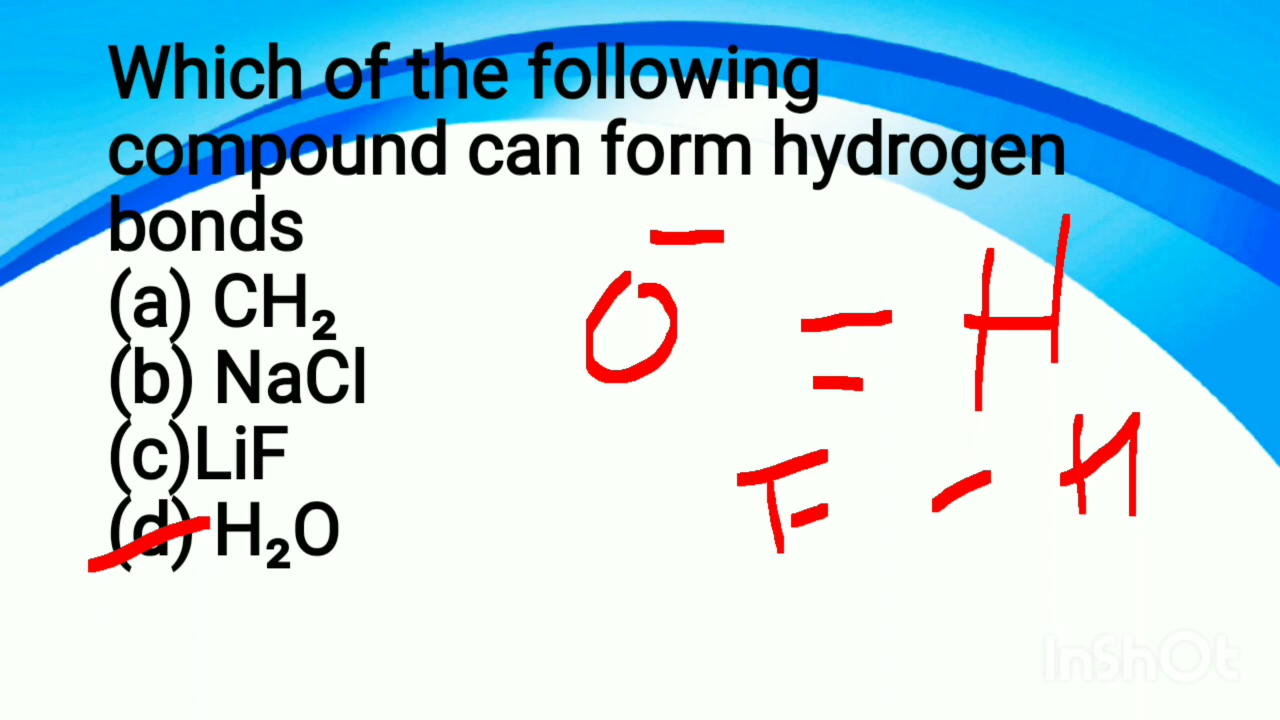 Which of the following
compound can form hydrogen
bonds
(a) CH₂
(b) NaCl
(c)LiF
(d) H₂O
O - H
F - H
InShOt